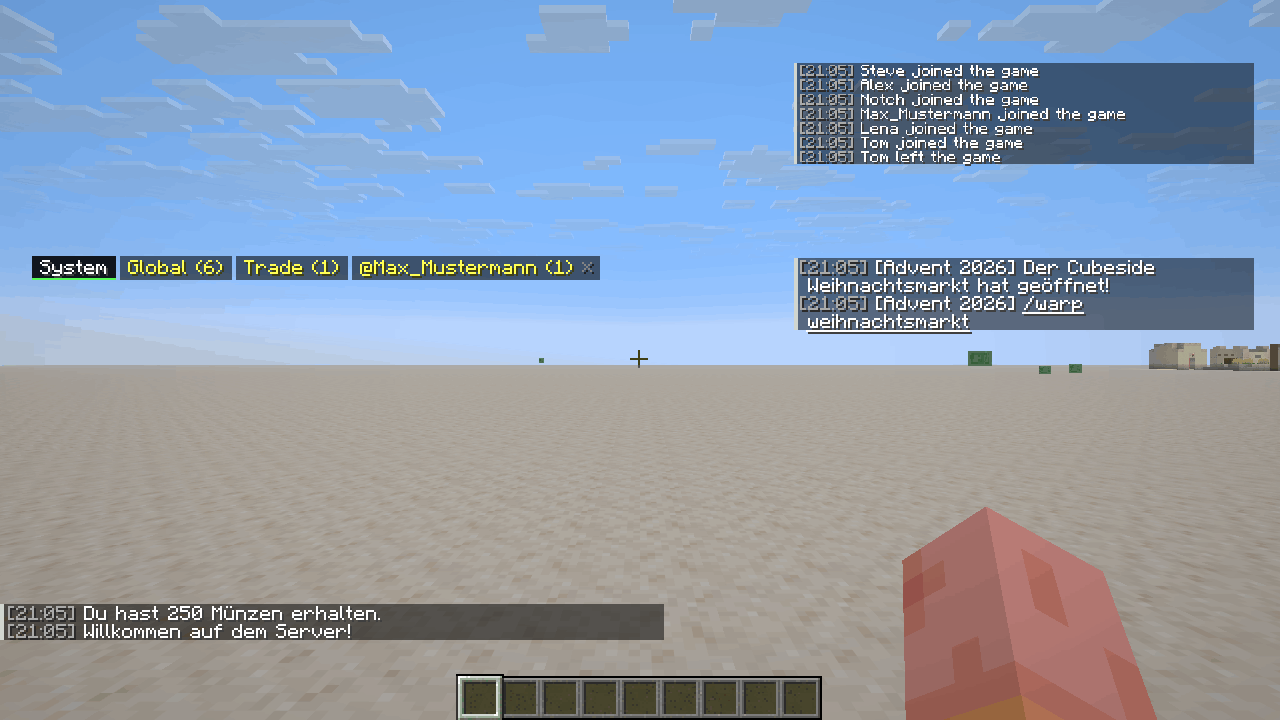 [21:05] Steve joined the game
[21:05] Alex joined the game
[21:05] Notch joined the game
[21:05] Max_Mustermann joined the game
[21:05] Lena joined the game
[21:05] Tom joined the game
[21:05] Tom left the game
System Global (6) Trade (1) @Max_Mustermann (1) ×
[21:05] [Advent 2026] Der Cubeside
Weihnachtsmarkt hat geöffnet!
[21:05] [Advent 2026] /warp
weihnachtsmarkt
[21:05] Du hast 250 Münzen erhalten.
[21:05] Willkommen auf dem Server!